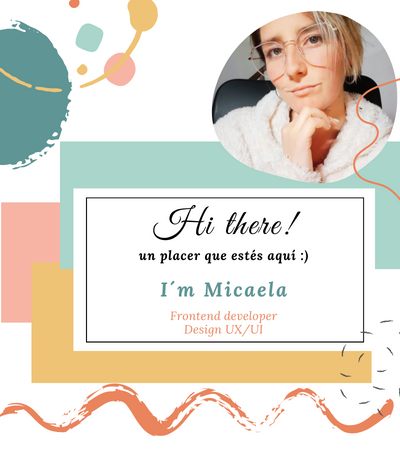 Hi there!
un placer que estés aquí :)
I´m Micaela
Frontend developer
Design UX/UI